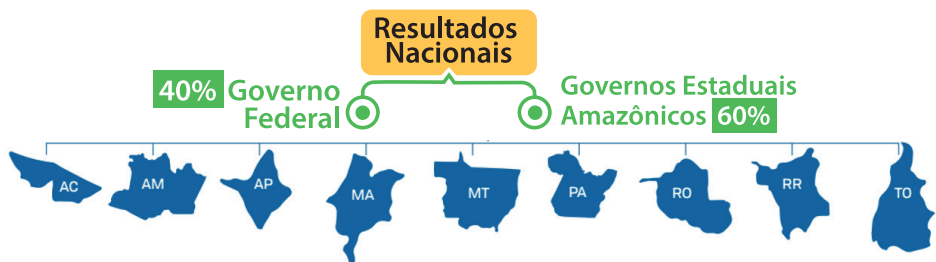 Resultados
Nacionais
40% Governo
Federal
Governos Estaduais
Amazônicos 60%
AC
AM
AP
MA
MT
PA
RO
RR
TO